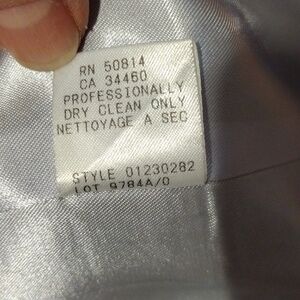 RN 50814
CA 34460
PROFESSIONALLY
DRY CLEAN ONLY
NETTOYAGE A SEC
STYLE 01230282
LOT 9784A/0